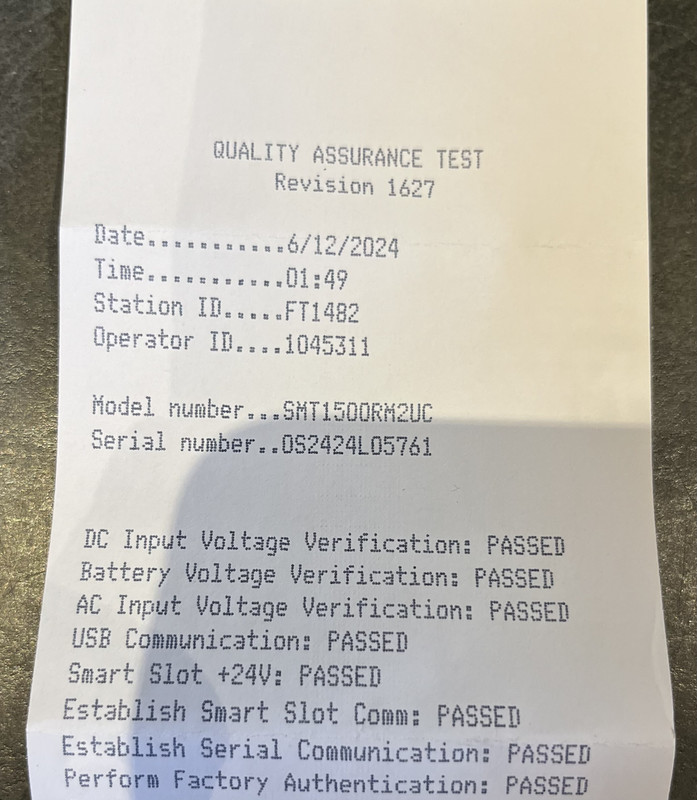 QUALITY ASSURANCE TEST
Revision 1627
Date............6/12/2024
Time............01:49
Station ID.....FT1482
Operator ID....1045311
Model number...SMT1500RM2UC
Serial number..OS2424L05761
DC Input Voltage Verification: PASSED
Battery Voltage Verification: PASSED
AC Input Voltage Verification: PASSED
USB Communication: PASSED
Smart Slot +24V: PASSED
Establish Smart Slot Comm: PASSED
Establish Serial Communication: PASSED
Perform Factory Authentication: PASSED